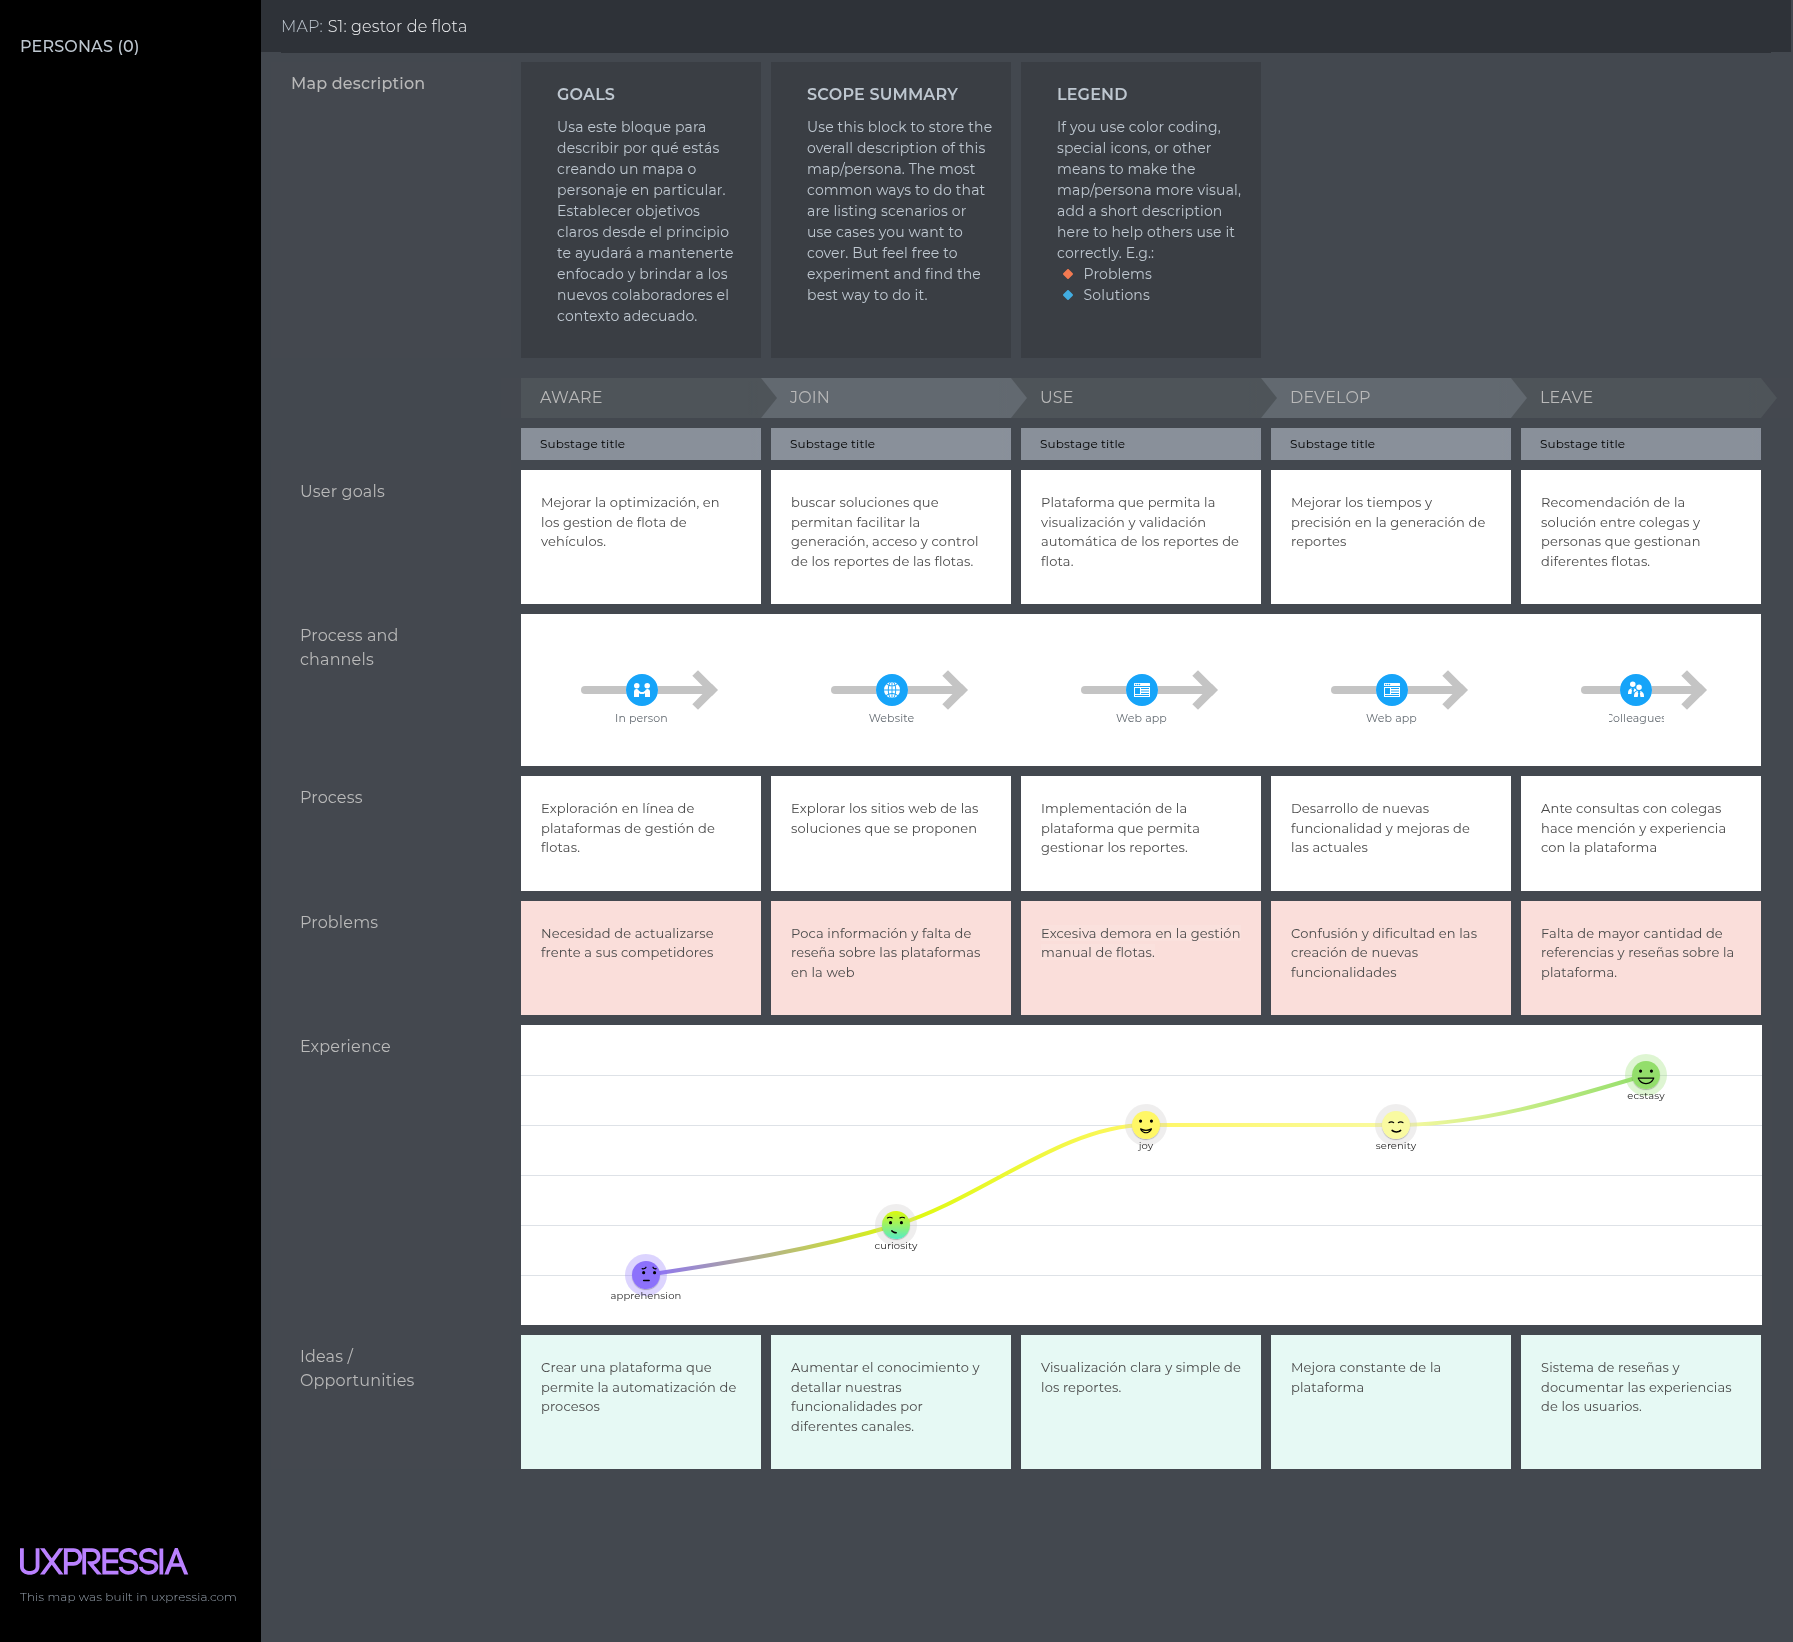 PERSONAS (0)
MAP: S1: gestor de flota
Map description
GOALS
Usa este bloque para
describir por qué estás
creando un mapa o
personaje en particular.
Establecer objetivos
claros desde el principio
te ayudará a mantenerte
enfocado y brindar a los
nuevos colaboradores el
contexto adecuado.
SCOPE SUMMARY
Use this block to store the
overall description of this
map/persona. The most
common ways to do that
are listing scenarios or
use cases you want to
cover. But feel free to
experiment and find the
best way to do it.
LEGEND
If you use color coding,
special icons, or other
means to make the
map/persona more visual,
add a short description
here to help others use it
correctly. E.g.:
Problems
Solutions
AWARE
JOIN
USE
DEVELOP
LEAVE
Substage title
Substage title
Substage title
Substage title
Substage title
User goals
Mejorar la optimización, en
los gestion de flota de
vehículos.
buscar soluciones que
permitan facilitar la
generación, acceso y control
de los reportes de las flotas.
Plataforma que permita la
visualización y validación
automática de los reportes de
flota.
Mejorar los tiempos y
precisión en la generación de
reportes
Recomendación de la
solución entre colegas y
personas que gestionan
diferentes flotas.
Process and
channels
In person
Website
Web app
Web app
Colleagues
Process
Exploración en línea de
plataformas de gestión de
flotas.
Explorar los sitios web de las
soluciones que se proponen
Implementación de la
plataforma que permita
gestionar los reportes.
Desarrollo de nuevas
funcionalidad y mejoras de
las actuales
Ante consultas con colegas
hace mención y experiencia
con la plataforma
Problems
Necesidad de actualizarse
frente a sus competidores
Poca información y falta de
reseña sobre las plataformas
en la web
Excesiva demora en la gestión
manual de flotas.
Confusión y dificultad en las
creación de nuevas
funcionalidades
Falta de mayor cantidad de
referencias y reseñas sobre la
plataforma.
Experience
apprehension
curiosity
joy
serenity
ecstasy
Ideas /
Opportunities
Crear una plataforma que
permite la automatización de
procesos
Aumentar el conocimiento y
detallar nuestras
funcionalidades por
diferentes canales.
Visualización clara y simple de
los reportes.
Mejora constante de la
plataforma
Sistema de reseñas y
documentar las experiencias
de los usuarios.
UXPRESSIA
This map was built in uxpressia.com